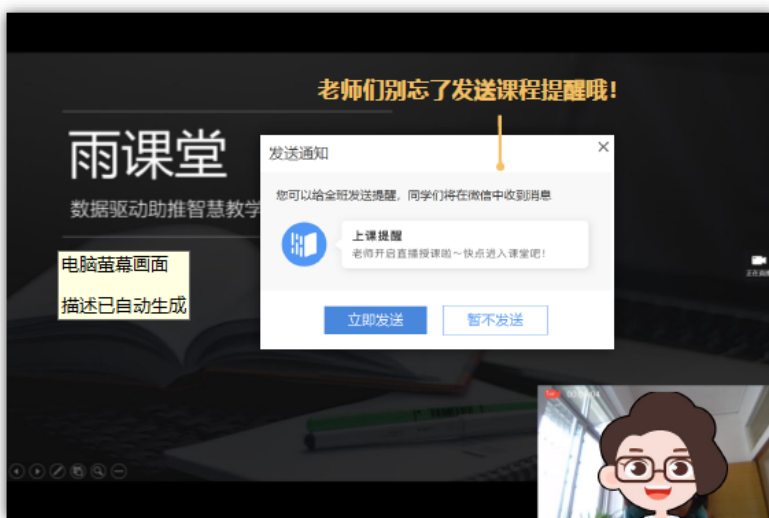 老师们别忘了发送课程提醒哦！
雨课堂
发送通知
数据驱动助推智慧教学
您可以给全班发送提醒，同学们将在微信中收到消息
上课提醒
老师开启直播授课啦～快点进入课堂吧！
电脑萤幕画面
描述已自动生成
立即发送
暂不发送
正在直播